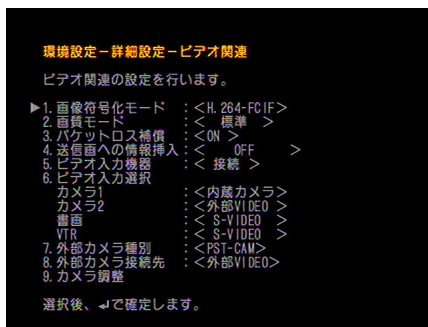 環境設定－詳細設定－ビデオ関連
ビデオ関連の設定を行います。
▶1.画像符号化モード :<H.264-FCIF>
2.画質モード :< 標準 >
3.パケットロス補償 :<ON >
4.送信画への情報挿入:< OFF >
5.ビデオ入力機器 :< 接続 >
6.ビデオ入力選択
カメラ1 :<内蔵カメラ>
カメラ2 :<外部VIDEO >
書画 :< S-VIDEO >
VTR :< S-VIDEO >
7.外部カメラ種別 :<PST-CAM>
8.外部カメラ接続先 :<外部VIDEO>
9.カメラ調整
選択後、↲で確定します。